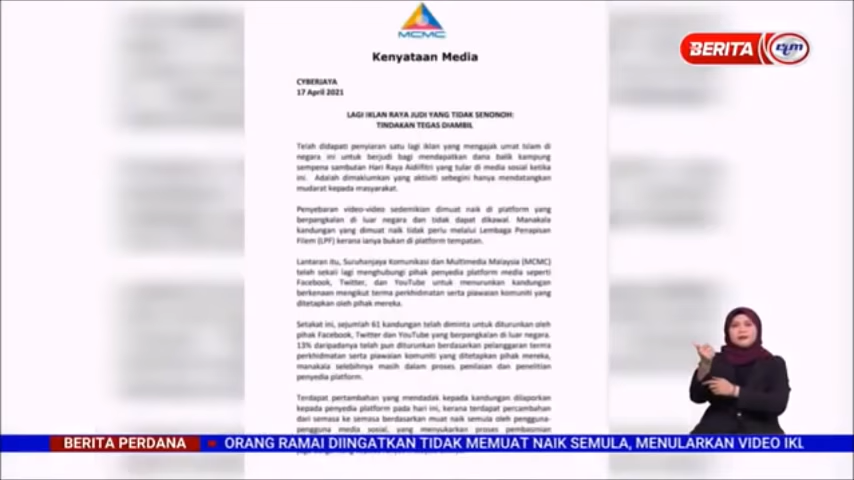 MCMC
BERITA RTM
Kenyataan Media
CYBERJAYA
17 April 2021
LAGI IKLAN RAYA JUDI YANG TIDAK SENONOH:
TINDAKAN TEGAS DIAMBIL
Telah didapati penyiaran satu lagi iklan yang mengajak umat Islam di
negara ini untuk berjudi bagi mendapatkan dana balik kampung
sempena sambutan Hari Raya Aidilfitri yang tular di media sosial ketika
ini. Adalah dimaklumkan yang aktiviti sebegini hanya mendatangkan
mudarat kepada masyarakat.
Penyebaran video-video sedemikian dimuat naik di platform yang
berpangkalan di luar negara dan tidak dapat dikawal. Manakala
kandungan yang dimuat naik tidak perlu melalui Lembaga Penapisan
Filem (LPF) kerana ianya bukan di platform tempatan.
Lantaran itu, Suruhanjaya Komunikasi dan Multimedia Malaysia (MCMC)
telah sekali lagi menghubungi pihak penyedia platform media seperti
Facebook, Twitter, dan YouTube untuk menurunkan kandungan
berkenaan mengikut terma perkhidmatan serta piawaian komuniti yang
ditetapkan oleh pihak mereka.
Setakat ini, sejumlah 61 kandungan telah diminta untuk diturunkan oleh
pihak Facebook, Twitter dan YouTube yang berpangkalan di luar negara.
13% daripadanya telah pun diturunkan berdasarkan pelanggaran terma
perkhidmatan serta piawaian komuniti yang ditetapkan pihak mereka,
manakala selebihnya masih dalam proses penilaian dan penelitian
penyedia platform.
Terdapat pertambahan yang mendadak kepada kandungan dilaporkan
kepada penyedia platform pada hari ini, kerana terdapat percambahan
dari semasa ke semasa berdasarkan muat naik semula oleh pengguna-
pengguna media sosial, yang menyukarkan proses pembasmian
BERITA PERDANA
ORANG RAMAI DIINGATKAN TIDAK MEMUAT NAIK SEMULA, MENULARKAN VIDEO IKL